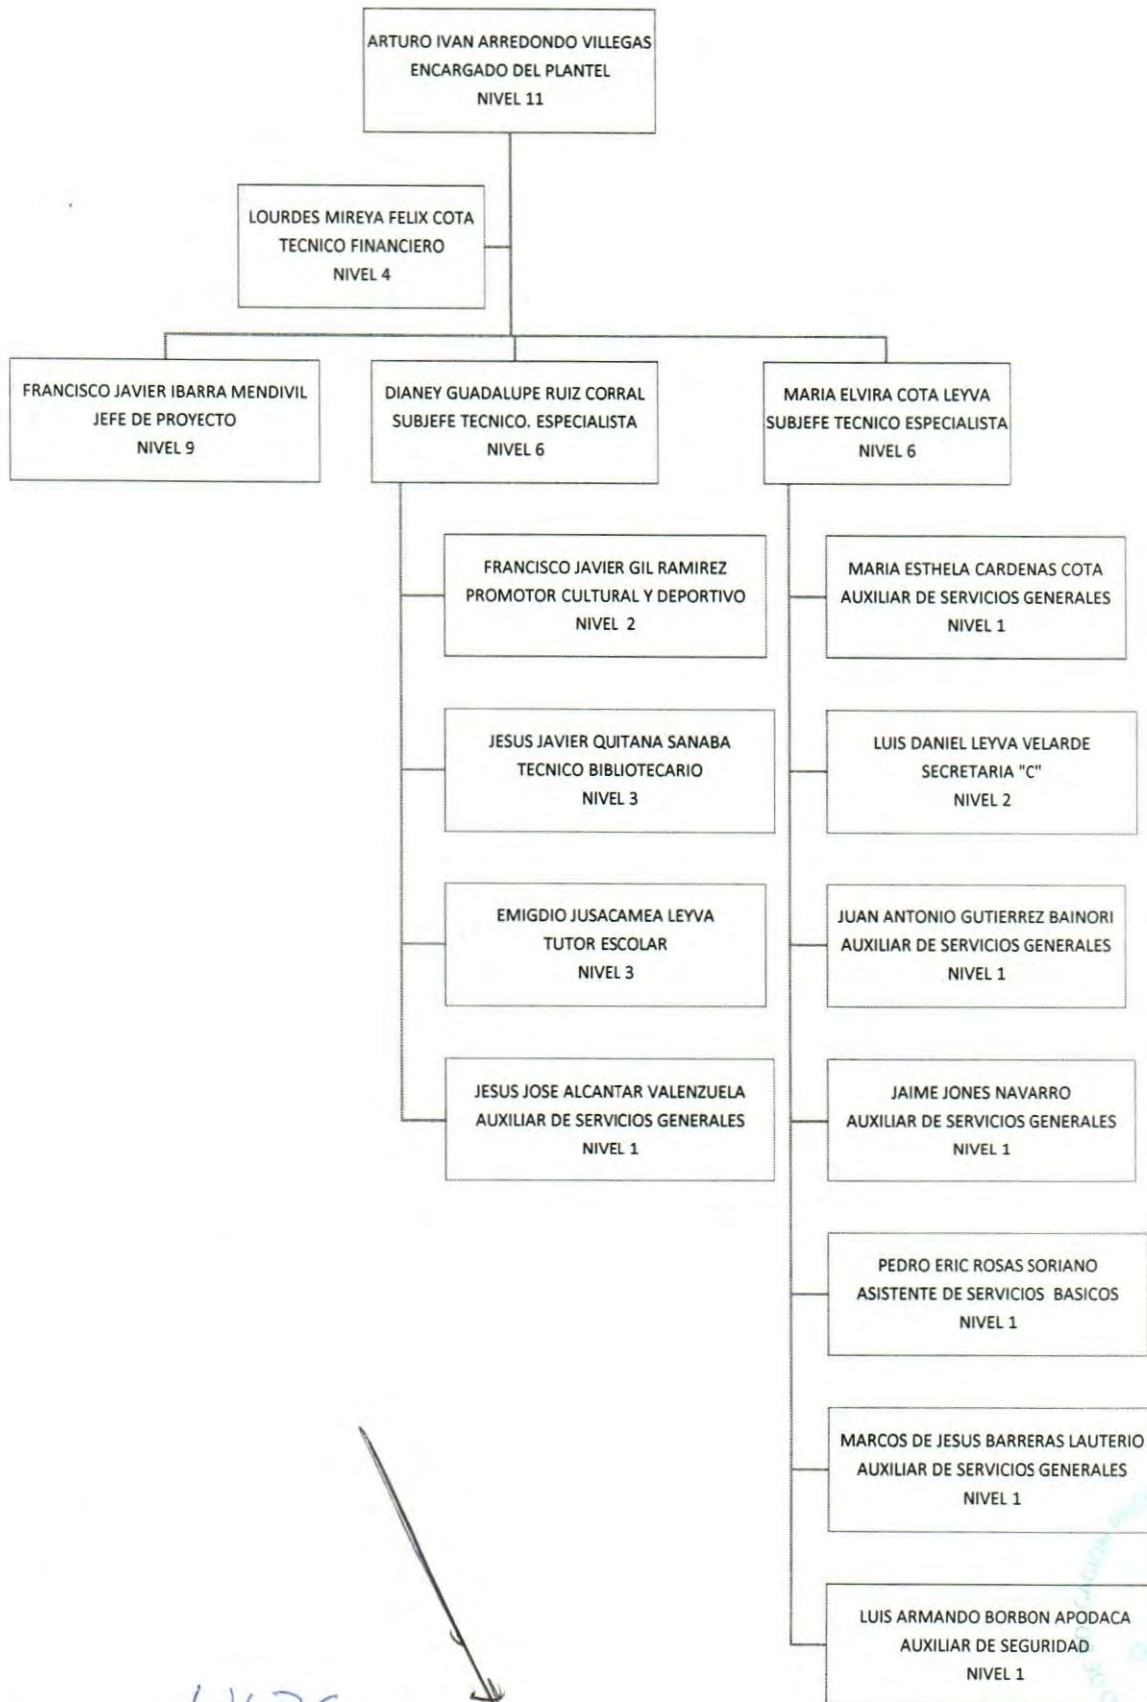 ARTURO IVAN ARREDONDO VILLEGAS
ENCARGADO DEL PLANTEL
NIVEL 11
LOURDES MIREYA FELIX COTA
TECNICO FINANCIERO
NIVEL 4
FRANCISCO JAVIER IBARRA MENDIVIL
JEFE DE PROYECTO
NIVEL 9
DIANEY GUADALUPE RUIZ CORRAL
SUBJEFE TECNICO. ESPECIALISTA
NIVEL 6
MARIA ELVIRA COTA LEYVA
SUBJEFE TECNICO ESPECIALISTA
NIVEL 6
FRANCISCO JAVIER GIL RAMIREZ
PROMOTOR CULTURAL Y DEPORTIVO
NIVEL 2
JESUS JAVIER QUITANA SANABA
TECNICO BIBLIOTECARIO
NIVEL 3
EMIGDIO JUSACAMEA LEYVA
TUTOR ESCOLAR
NIVEL 3
JESUS JOSE ALCANTAR VALENZUELA
AUXILIAR DE SERVICIOS GENERALES
NIVEL 1
MARIA ESTHELA CARDENAS COTA
AUXILIAR DE SERVICIOS GENERALES
NIVEL 1
LUIS DANIEL LEYVA VELARDE
SECRETARIA "C"
NIVEL 2
JUAN ANTONIO GUTIERREZ BAINORI
AUXILIAR DE SERVICIOS GENERALES
NIVEL 1
JAIME JONES NAVARRO
AUXILIAR DE SERVICIOS GENERALES
NIVEL 1
PEDRO ERIC ROSAS SORIANO
ASISTENTE DE SERVICIOS BASICOS
NIVEL 1
MARCOS DE JESUS BARRERAS LAUTERIO
AUXILIAR DE SERVICIOS GENERALES
NIVEL 1
LUIS ARMANDO BORBON APODACA
AUXILIAR DE SEGURIDAD
NIVEL 1